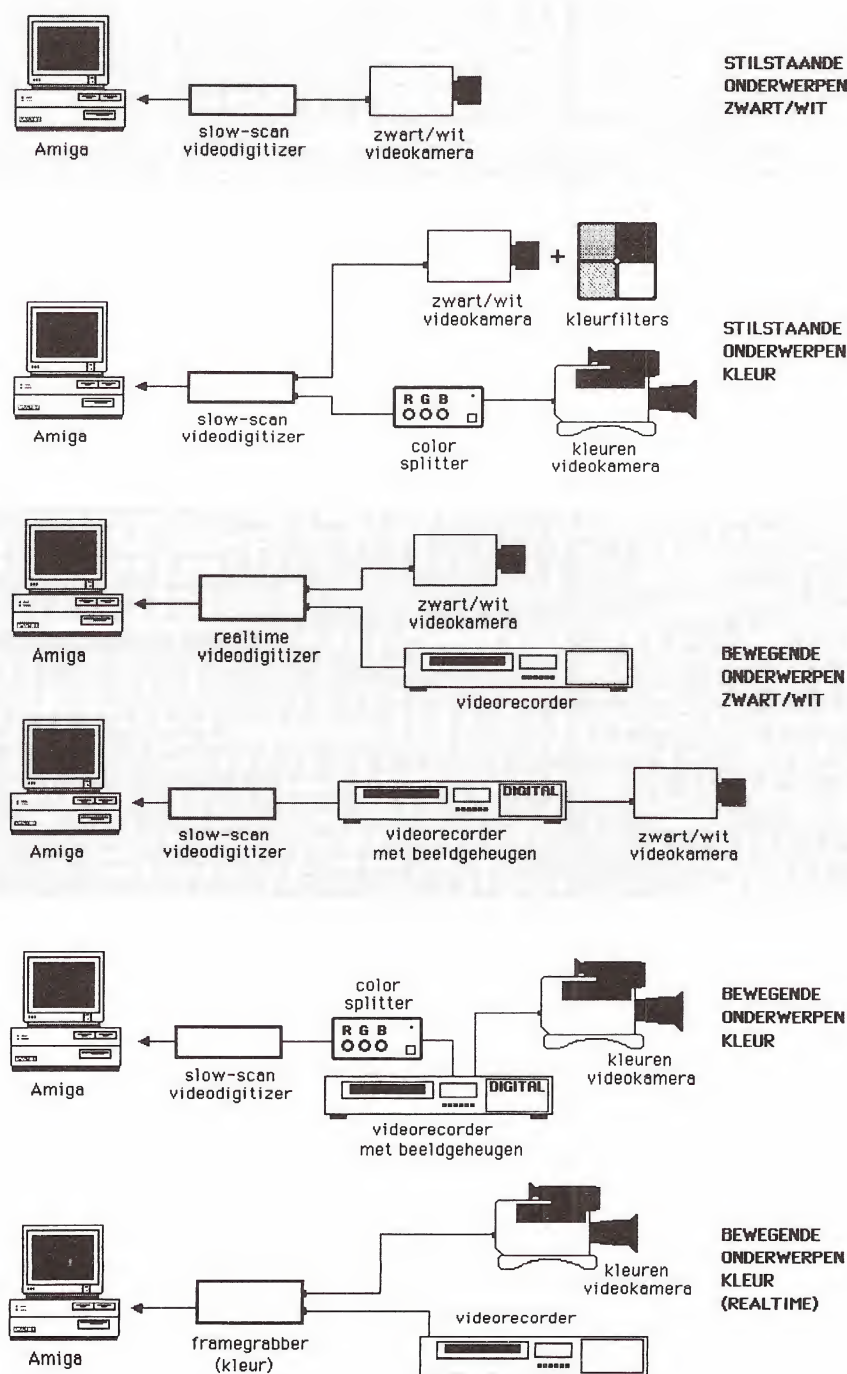 STILSTAANDE
ONDERWERPEN
ZWART/WIT
Amiga
slow-scan
videodigitizer
zwart/wit
videokamera
zwart/wit
videokamera
+
kleurfilters
STILSTAANDE
ONDERWERPEN
KLEUR
Amiga
slow-scan
videodigitizer
R G B
color
splitter
kleuren
videokamera
Amiga
realtime
videodigitizer
zwart/wit
videokamera
videorecorder
BEWEGENDE
ONDERWERPEN
ZWART/WIT
Amiga
slow-scan
videodigitizer
DIGITAL
videorecorder
met beeldgeheugen
zwart/wit
videokamera
Amiga
slow-scan
videodigitizer
color
splitter
R G B
DIGITAL
videorecorder
met beeldgeheugen
kleuren
videokamera
BEWEGENDE
ONDERWERPEN
KLEUR
Amiga
framegrabber
(kleur)
kleuren
videokamera
videorecorder
BEWEGENDE
ONDERWERPEN
KLEUR
(REALTIME)